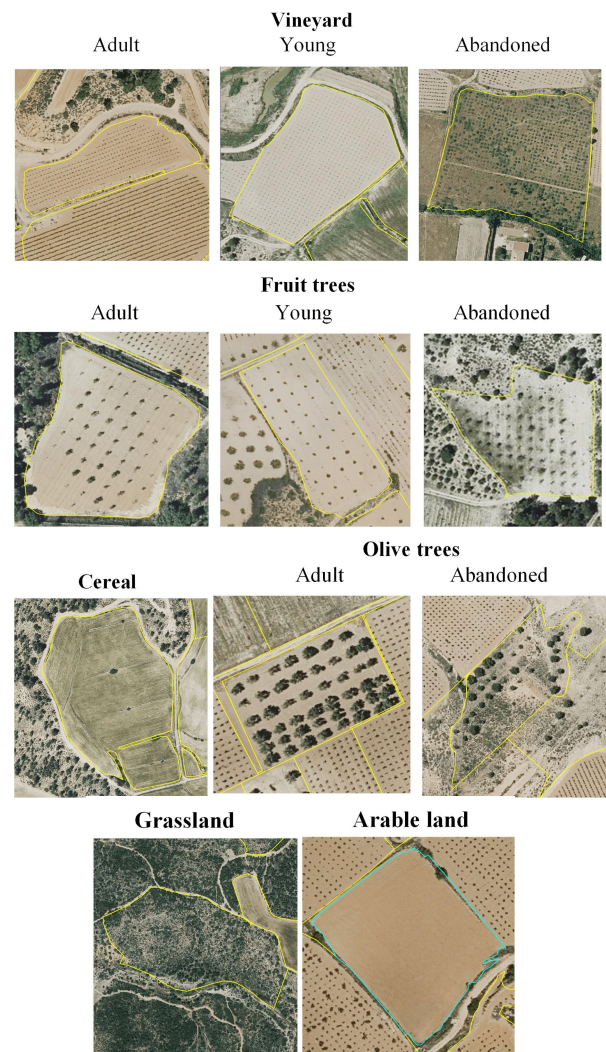 Vineyard
Adult Young Abandoned
Fruit trees
Adult Young Abandoned
Olive trees
Cereal Adult Abandoned
Grassland Arable land